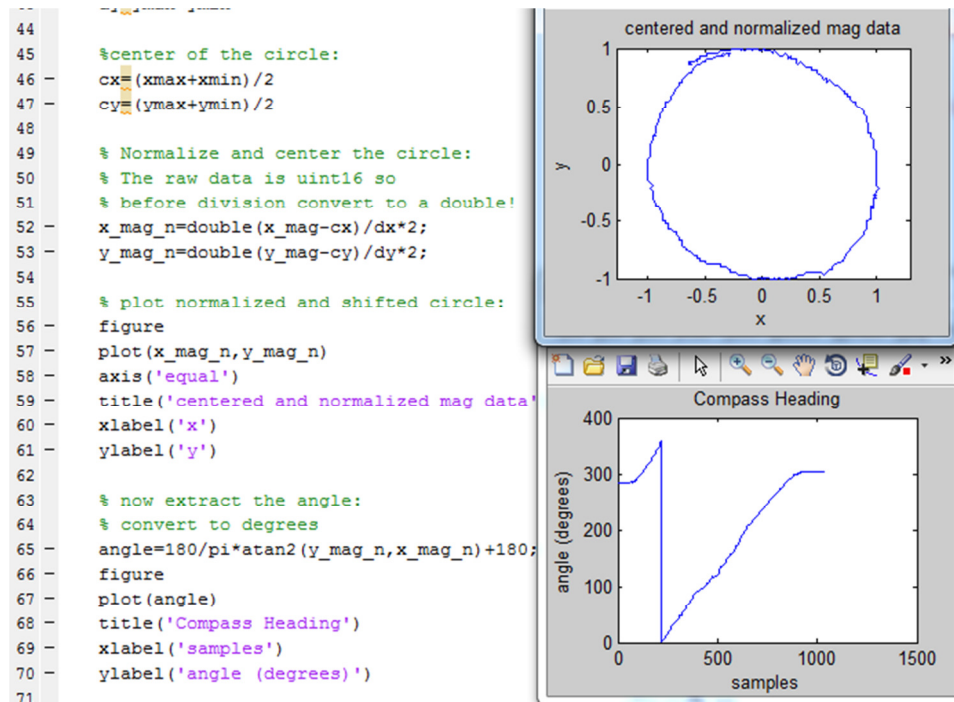 44
45 %center of the circle:
46 - cx=(xmax+xmin)/2
47 - cy=(ymax+ymin)/2
48
49 % Normalize and center the circle:
50 % The raw data is uint16 so
51 % before division convert to a double!
52 - x_mag_n=double(x_mag-cx)/dx*2;
53 - y_mag_n=double(y_mag-cy)/dy*2;
54
55 % plot normalized and shifted circle:
56 - figure
57 - plot(x_mag_n,y_mag_n)
58 - axis('equal')
59 - title('centered and normalized mag data'
60 - xlabel('x')
61 - ylabel('y')
62
63 % now extract the angle:
64 % convert to degrees
65 - angle=180/pi*atan2(y_mag_n,x_mag_n)+180;
66 - figure
67 - plot(angle)
68 - title('Compass Heading')
69 - xlabel('samples')
70 - ylabel('angle (degrees)')
71
centered and normalized mag data
1
0.5
0
-0.5
-1
y
-1 -0.5 0 0.5 1
x
Compass Heading
400
300
200
100
0
angle (degrees)
0 500 1000 1500
samples